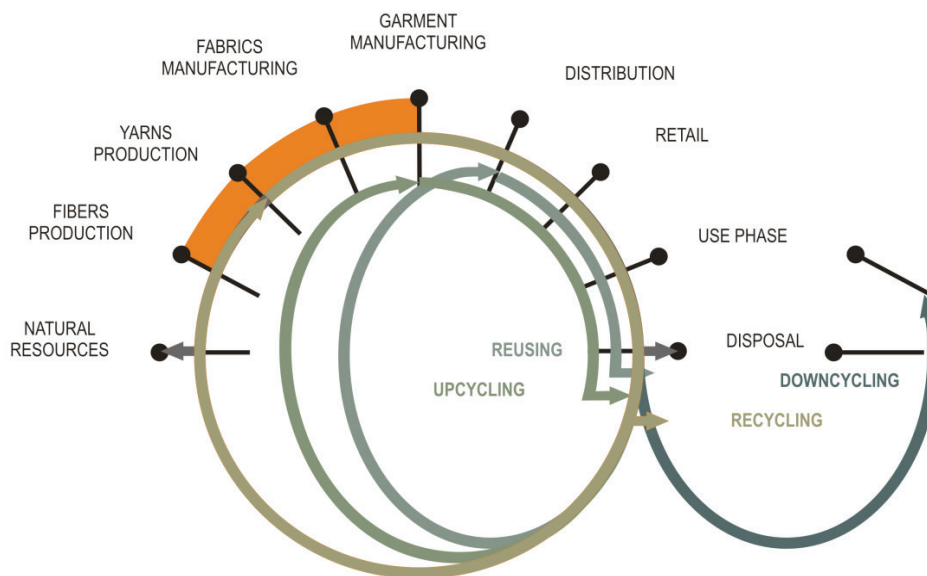 GARMENT
MANUFACTURING
FABRICS
MANUFACTURING
DISTRIBUTION
YARNS
PRODUCTION
RETAIL
FIBERS
PRODUCTION
USE PHASE
NATURAL
RESOURCES
REUSING
DISPOSAL
UPCYCLING
DOWNCYCLING
RECYCLING